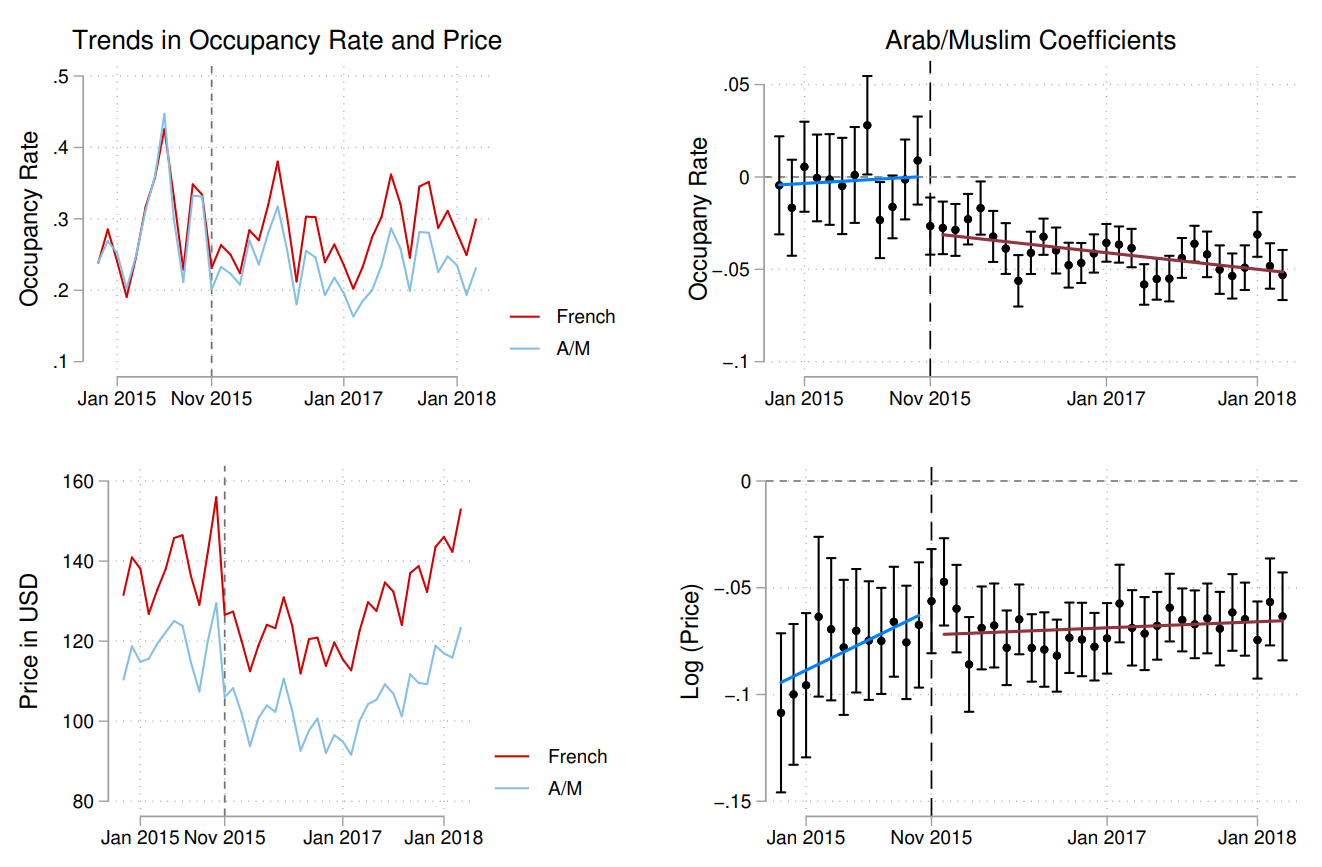 Trends in Occupancy Rate and Price
Occupancy Rate
.5
.4
.3
.2
.1
Jan 2015 Nov 2015 Jan 2017 Jan 2018
French
A/M
Arab/Muslim Coefficients
Occupany Rate
.05
0
−.05
−.1
Jan 2015 Nov 2015 Jan 2017 Jan 2018
Price in USD
160
140
120
100
80
Jan 2015 Nov 2015 Jan 2017 Jan 2018
French
A/M
Log (Price)
0
−.05
−.1
−.15
Jan 2015 Nov 2015 Jan 2017 Jan 2018